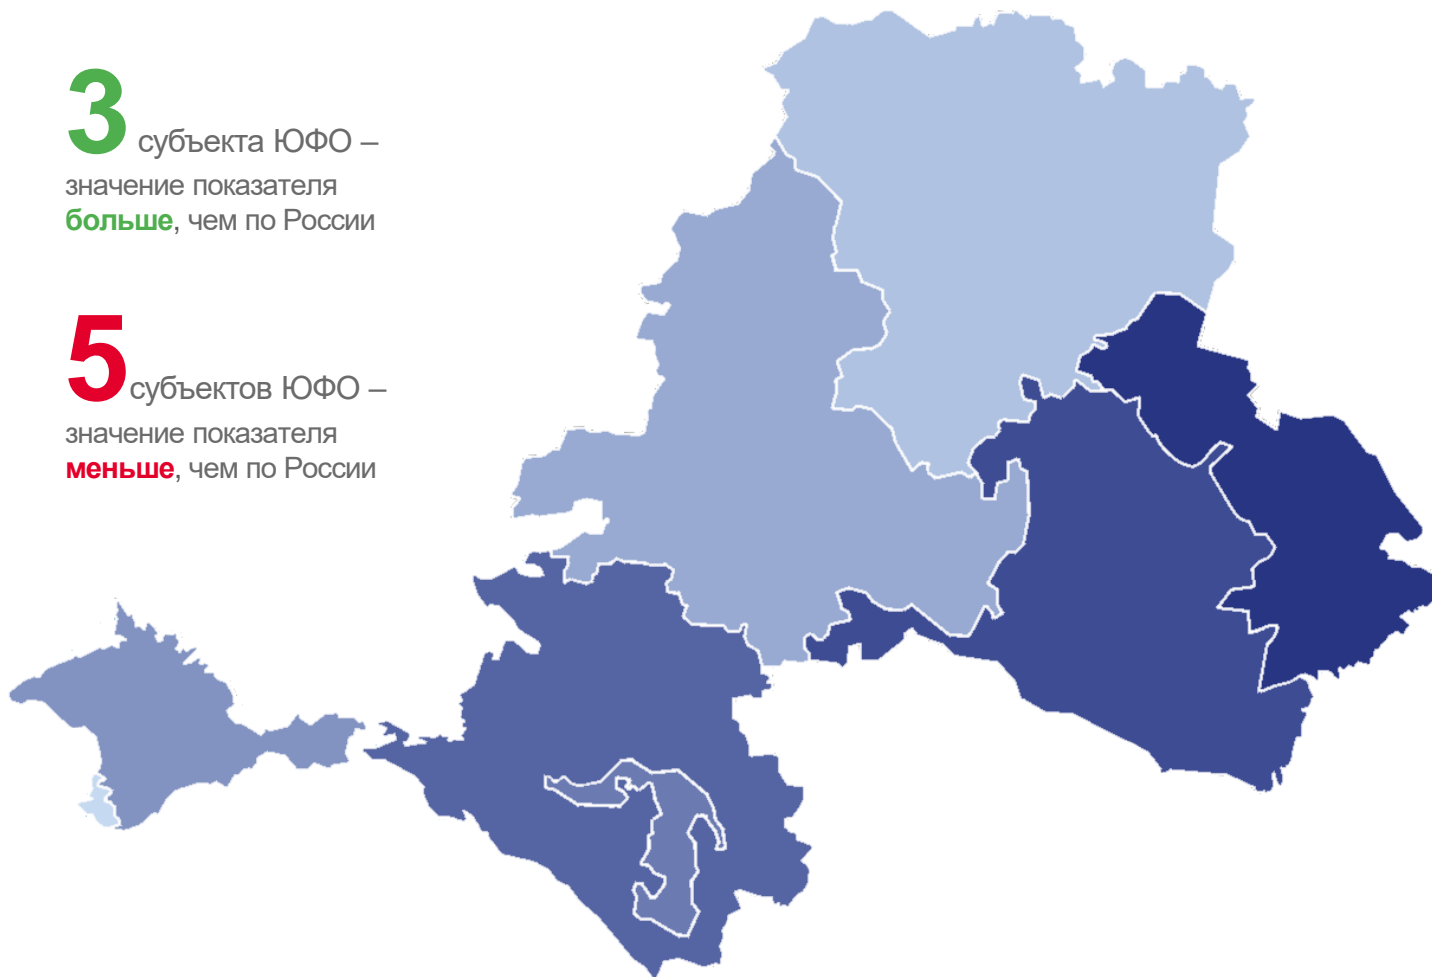 3 субъекта ЮФО –
значение показателя
больше, чем по России
5 субъектов ЮФО –
значение показателя
меньше, чем по России